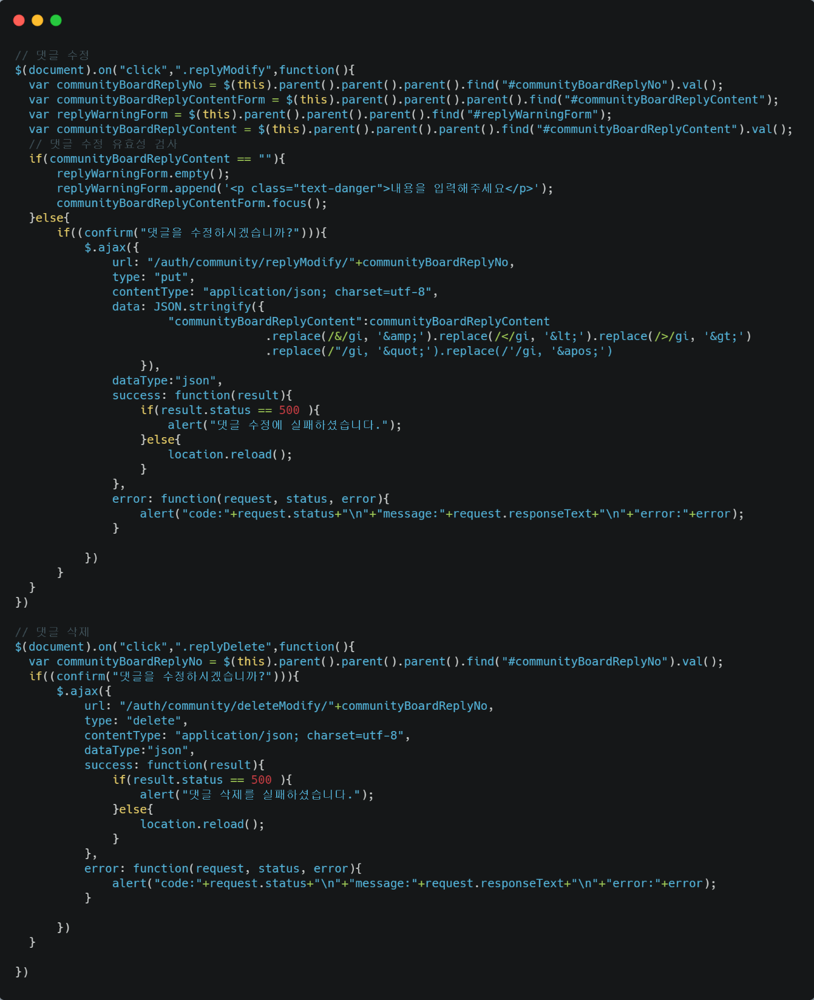 // 댓글 수정
$(document).on("click",".replyModify",function(){
  var communityBoardReplyNo = $(this).parent().parent().parent().find("#communityBoardReplyNo").val();
  var communityBoardReplyContentForm = $(this).parent().parent().parent().find("#communityBoardReplyContent");
  var replyWarningForm = $(this).parent().parent().parent().find("#replyWarningForm");
  var communityBoardReplyContent = $(this).parent().parent().parent().find("#communityBoardReplyContent").val();
  // 댓글 수정 유효성 검사
  if(communityBoardReplyContent == ""){
      replyWarningForm.empty();
      replyWarningForm.append('<p class="text-danger">내용을 입력해주세요</p>');
      communityBoardReplyContentForm.focus();
  }else{
      if((confirm("댓글을 수정하시겠습니까?"))){
          $.ajax({
              url: "/auth/community/replyModify/"+communityBoardReplyNo,
              type: "put",
              contentType: "application/json; charset=utf-8",
              data: JSON.stringify({
                      "communityBoardReplyContent":communityBoardReplyContent
                                    .replace(/&/gi, '&amp;').replace(/</gi, '&lt;').replace(/>/gi, '&gt;')
                                    .replace(/"/gi, '&quot;').replace(/'/gi, '&apos;')
                  }),
              dataType:"json",
              success: function(result){
                  if(result.status == 500 ){
                      alert("댓글 수정에 실패하셨습니다.");
                  }else{
                      location.reload();
                  }
              },
              error: function(request, status, error){
                  alert("code:"+request.status+"\n"+"message:"+request.responseText+"\n"+"error:"+error);
              }

          })
      }
  }
})

// 댓글 삭제
$(document).on("click",".replyDelete",function(){
  var communityBoardReplyNo = $(this).parent().parent().parent().find("#communityBoardReplyNo").val();
  if((confirm("댓글을 수정하시겠습니까?"))){
      $.ajax({
          url: "/auth/community/deleteModify/"+communityBoardReplyNo,
          type: "delete",
          contentType: "application/json; charset=utf-8",
          dataType:"json",
          success: function(result){
              if(result.status == 500 ){
                  alert("댓글 삭제를 실패하셨습니다.");
              }else{
                  location.reload();
              }
          },
          error: function(request, status, error){
              alert("code:"+request.status+"\n"+"message:"+request.responseText+"\n"+"error:"+error);
          }

      })
  }

})